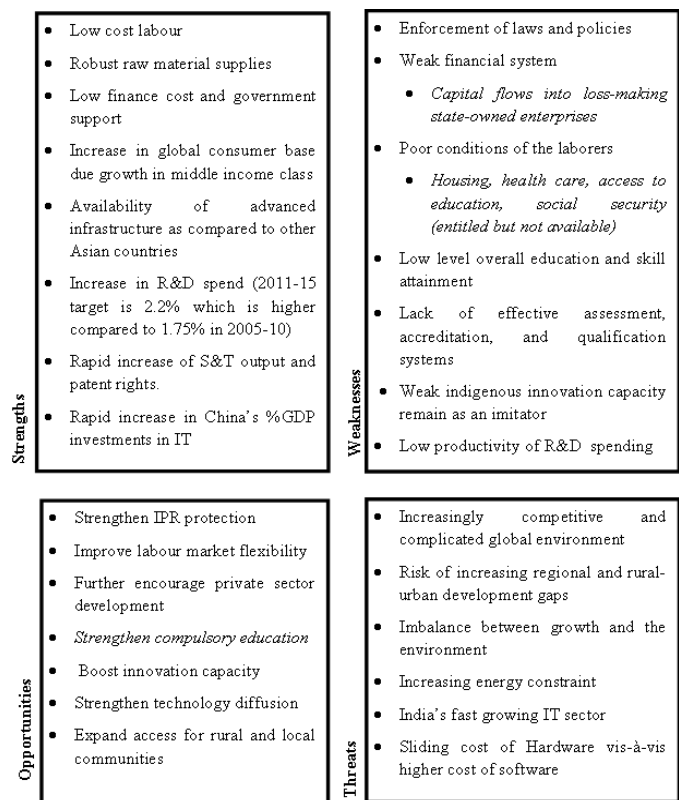 Low cost labour
Robust raw material supplies
Low finance cost and government
support
Increase in global consumer base
due growth in middle income class
Availability of advanced
infrastructure as compared to other
Asian countries
Increase in R&D spend (2011-15
target is 2.2% which is higher
compared to 1.75% in 2005-10)
Rapid increase of S&T output and
patent rights.
Rapid increase in China's %GDP
investments in IT
Strengths
Enforcement of laws and policies
Weak financial system
Capital flows into loss-making
state-owned enterprises
Poor conditions of the laborers
Housing, health care, access to
education, social security
(entitled but not available)
Low level overall education and skill
attainment
Lack of effective assessment,
accreditation, and qualification
systems
Weak indigenous innovation capacity
remain as an imitator
Low productivity of R&D spending
Weaknesses
Strengthen IPR protection
Improve labour market flexibility
Further encourage private sector
development
Strengthen compulsory education
Boost innovation capacity
Strengthen technology diffusion
Expand access for rural and local
communities
Opportunities
Increasingly competitive and
complicated global environment
Risk of increasing regional and rural-
urban development gaps
Imbalance between growth and the
environment
Increasing energy constraint
India's fast growing IT sector
Sliding cost of Hardware vis-à-vis
higher cost of software
Threats